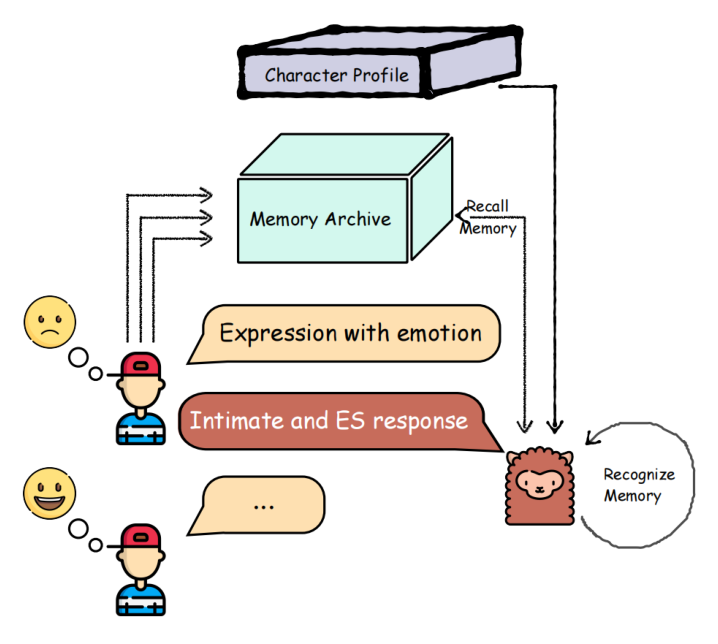 Character Profile
Memory Archive
Recall
Memory
Expression with emotion
Intimate and ES response
Recognize
Memory
...